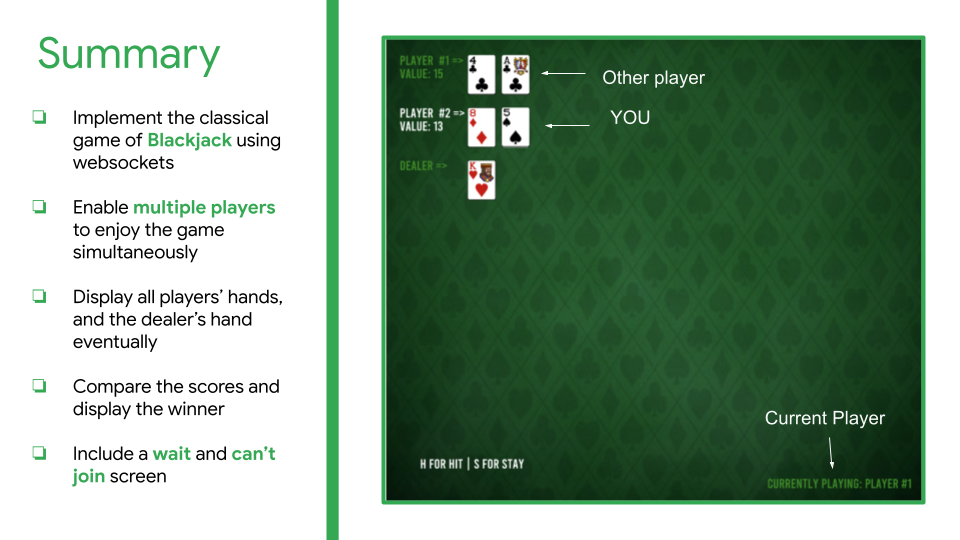 Summary
Implement the classical
game of Blackjack using
websockets
Enable multiple players
to enjoy the game
simultaneously
Display all players’ hands,
and the dealer’s hand
eventually
Compare the scores and
display the winner
Include a wait and can’t
join screen
PLAYER #1 => 4 A
VALUE: 15
Other player
PLAYER #2 => 8 5
VALUE: 13
YOU
DEALER => K
Current Player
H FOR HIT | S FOR STAY
CURRENTLY PLAYING: PLAYER #1